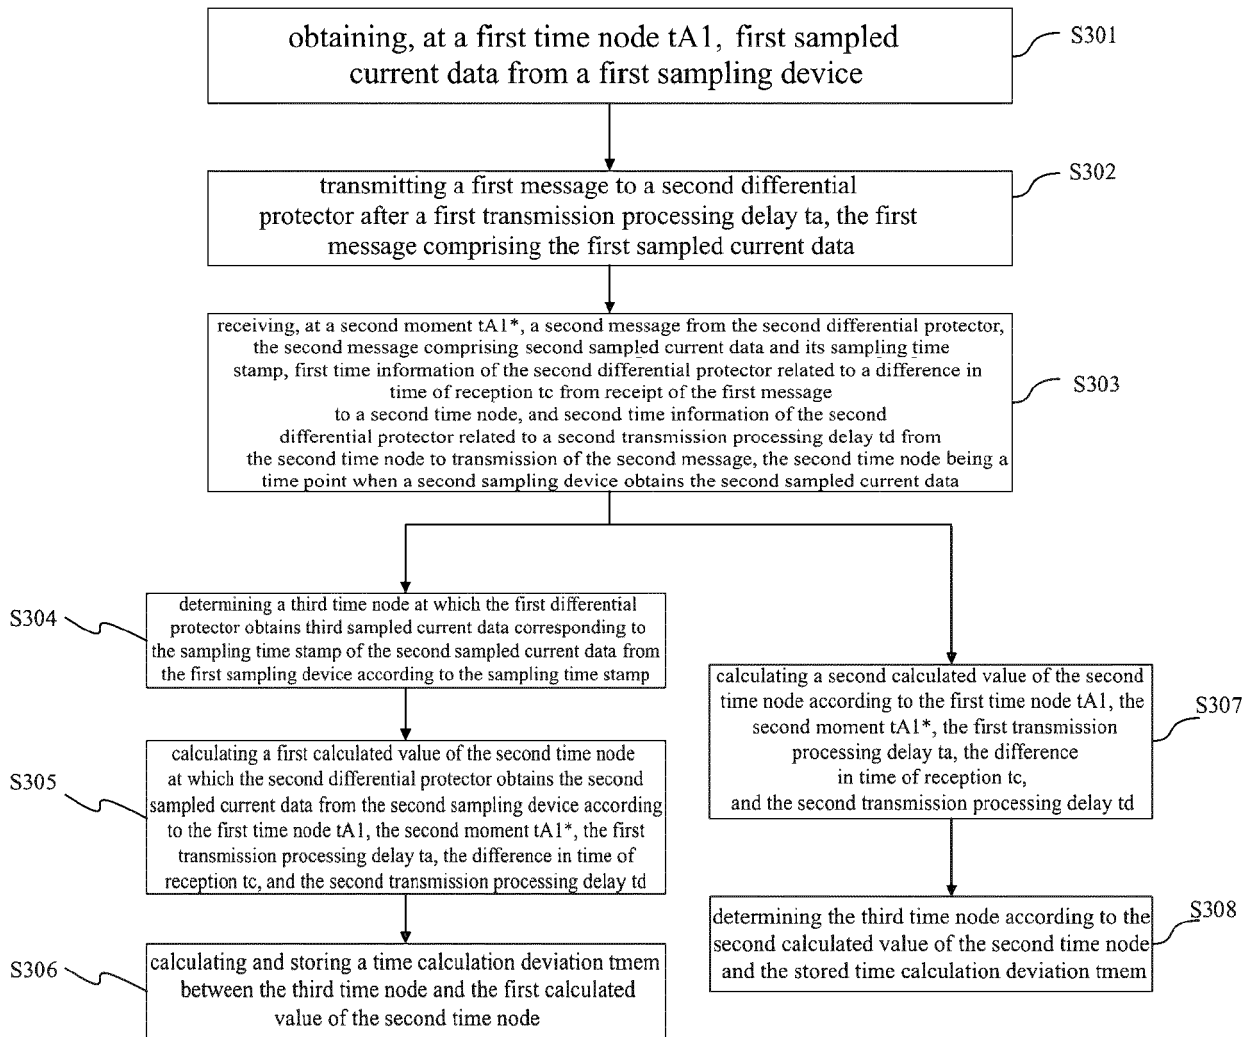 obtaining, at a first time node tA1, first sampled
current data from a first sampling device
S301
transmitting a first message to a second differential
protector after a first transmission processing delay ta, the first
message comprising the first sampled current data
S302
receiving, at a second moment tA1*, a second message from the second differential protector,
the second message comprising second sampled current data and its sampling time
stamp, first time information of the second differential protector related to a difference in
time of reception tc from receipt of the first message
to a second time node, and second time information of the second
differential protector related to a second transmission processing delay td from
the second time node to transmission of the second message, the second time node being a
time point when a second sampling device obtains the second sampled current data
S303
S304
determining a third time node at which the first differential
protector obtains third sampled current data corresponding to
the sampling time stamp of the second sampled current data from
the first sampling device according to the sampling time stamp
S305
calculating a first calculated value of the second time node
at which the second differential protector obtains the second
sampled current data from the second sampling device according
to the first time node tA1, the second moment tA1*, the first
transmission processing delay ta, the difference in time of
reception tc, and the second transmission processing delay td
S306
calculating and storing a time calculation deviation tmem
between the third time node and the first calculated
value of the second time node
calculating a second calculated value of the second
time node according to the first time node tA1, the
second moment tA1*, the first transmission
processing delay ta, the difference
in time of reception tc,
and the second transmission processing delay td
S307
determining the third time node according to the
second calculated value of the second time node
and the stored time calculation deviation tmem
S308